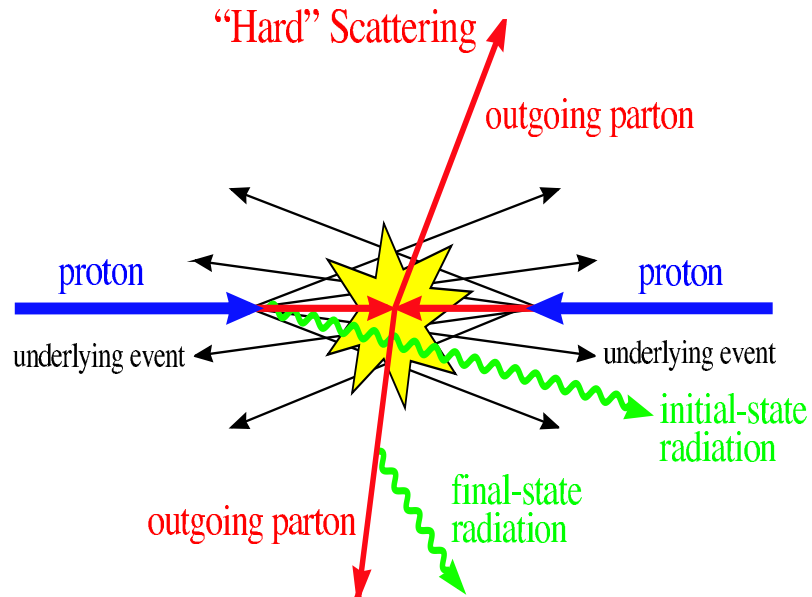 “Hard” Scattering
outgoing parton
proton
proton
underlying event
underlying event
initial-state
radiation
final-state
radiation
outgoing parton